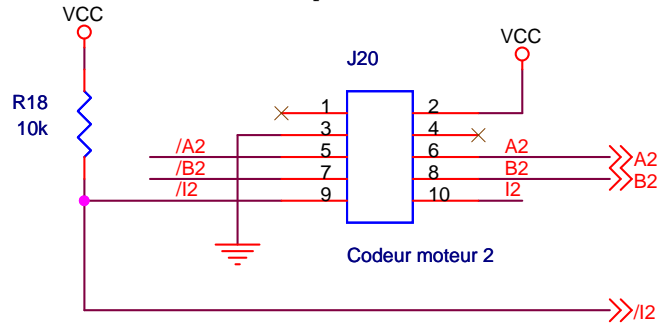 VCC
J20
VCC
R18
10k
1 2
3 4
/A2 5 6 A2 A2
/B2 7 8 B2 B2
/I2 9 10 I2
Codeur moteur 2
/I2